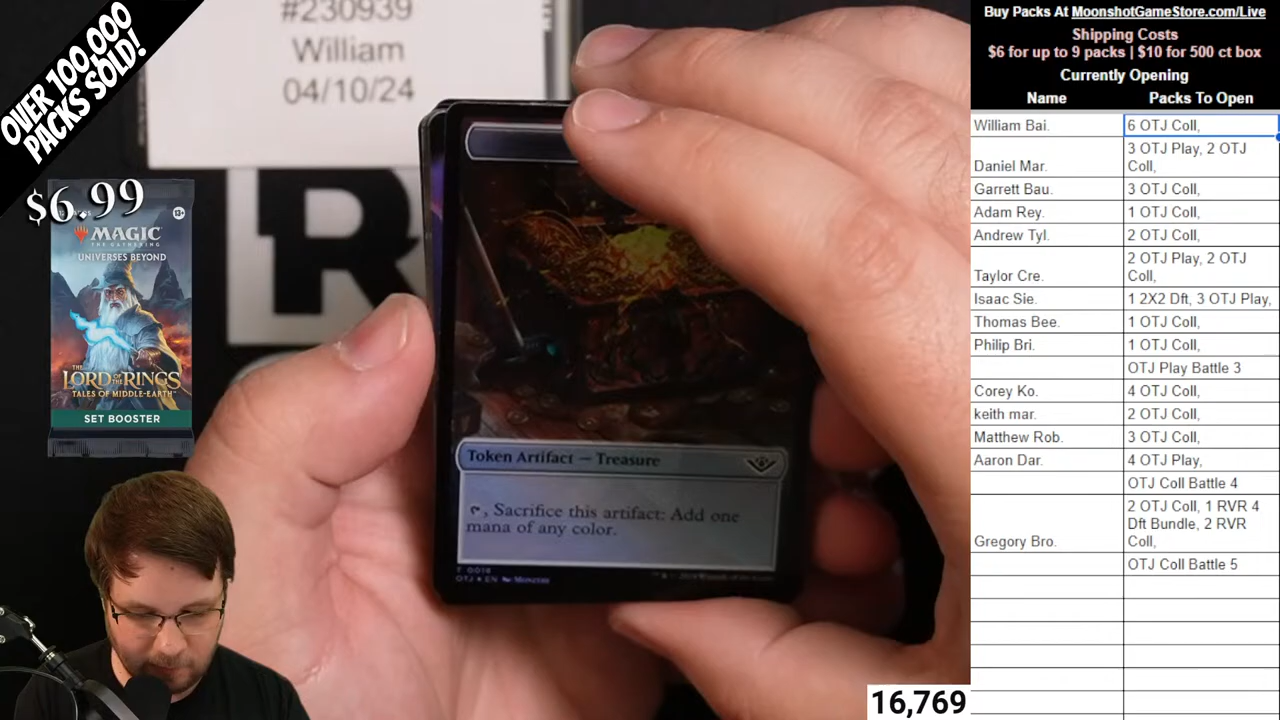 OVER 100,000
PACKS SOLD!
#230939
William
04/10/24
R
$6.99
MAGIC
THE GATHERING
UNIVERSES BEYOND
THE
LORD OF THE RINGS
TALES OF MIDDLE-EARTH
SET BOOSTER
Token Artifact — Treasure
, Sacrifice this artifact: Add one
mana of any color.
OTJ • EN
16,769
Buy Packs At MoonshotGameStore.com/Live
Shipping Costs
$6 for up to 9 packs | $10 for 500 ct box
Currently Opening
Name Packs To Open
William Bai. 6 OTJ Coll,
3 OTJ Play, 2 OTJ
Daniel Mar. Coll,
Garrett Bau. 3 OTJ Coll,
Adam Rey. 1 OTJ Coll,
Andrew Tyl. 2 OTJ Coll,
2 OTJ Play, 2 OTJ
Taylor Cre. Coll,
Isaac Sie. 1 2X2 Dft, 3 OTJ Play,
Thomas Bee. 1 OTJ Coll,
Philip Bri. 1 OTJ Coll,
OTJ Play Battle 3
Corey Ko. 4 OTJ Coll,
keith mar. 2 OTJ Coll,
Matthew Rob. 3 OTJ Coll,
Aaron Dar. 4 OTJ Play,
OTJ Coll Battle 4
2 OTJ Coll, 1 RVR 4
Dft Bundle, 2 RVR
Gregory Bro. Coll,
OTJ Coll Battle 5